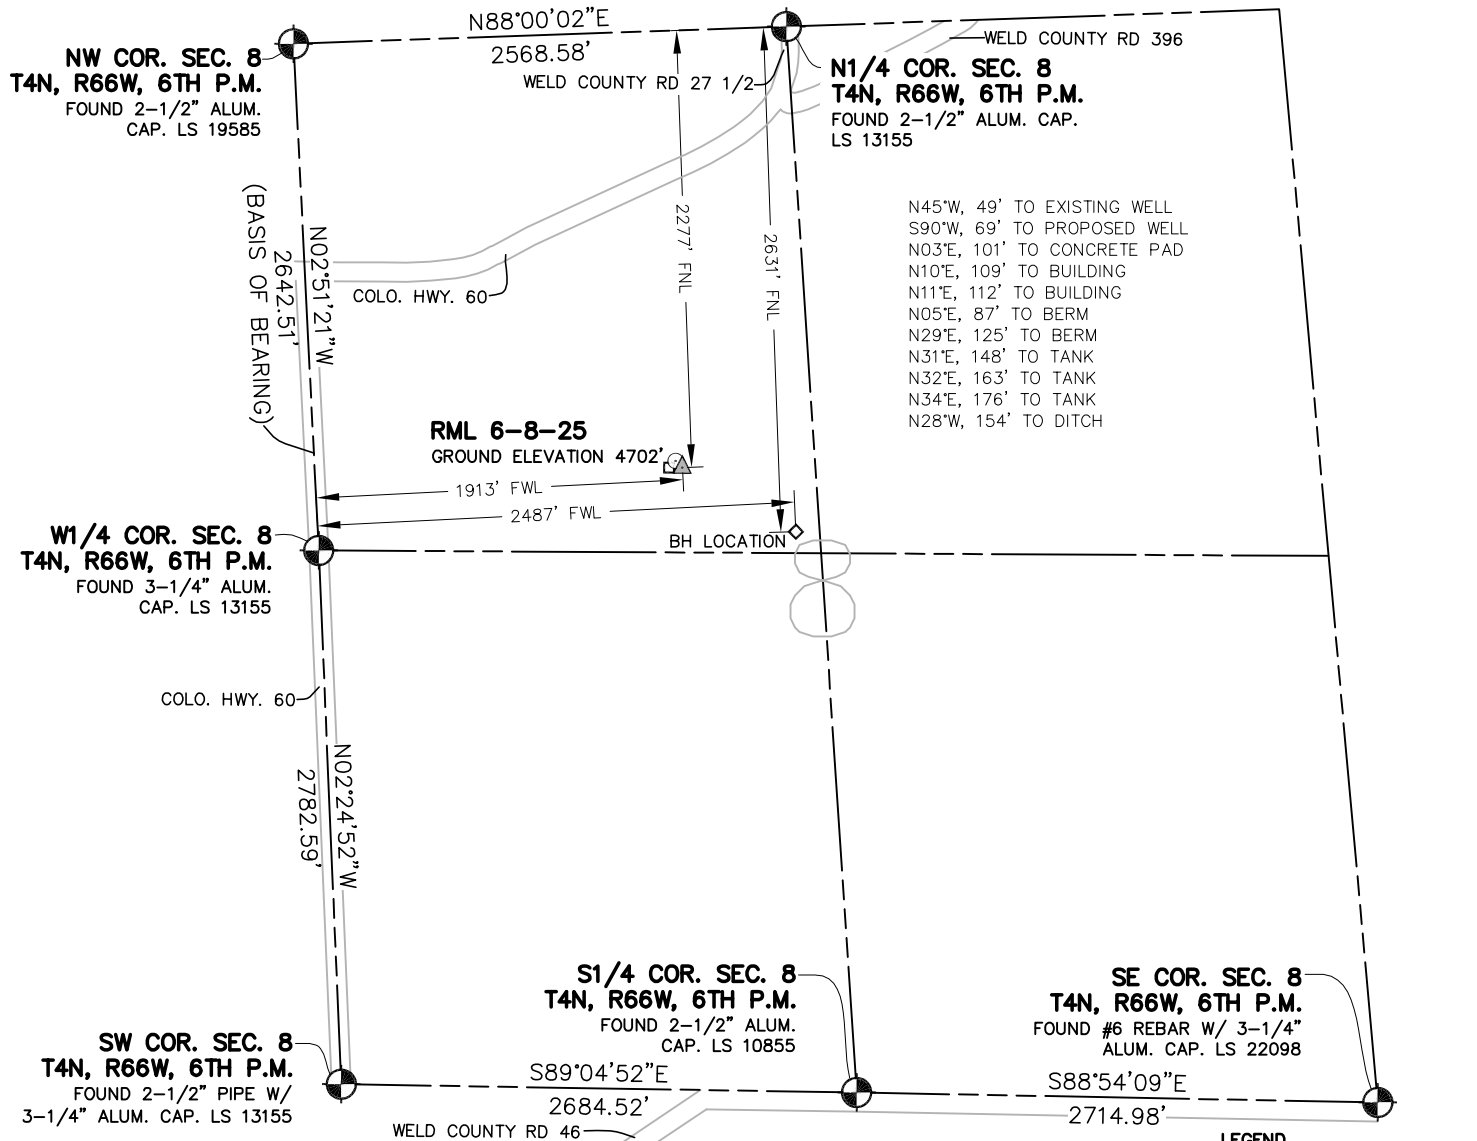 N88°00'02"E
2568.58'
NW COR. SEC. 8
T4N, R66W, 6TH P.M.
FOUND 2-1/2" ALUM.
CAP. LS 19585
WELD COUNTY RD 27 1/2
WELD COUNTY RD 396
N1/4 COR. SEC. 8
T4N, R66W, 6TH P.M.
FOUND 2-1/2" ALUM. CAP.
LS 13155
(BASIS OF BEARING)
2642.51'
N02°51'21"W
COLO. HWY. 60
2277' FNL
2631' FNL
N45°W, 49' TO EXISTING WELL
S90°W, 69' TO PROPOSED WELL
N03°E, 101' TO CONCRETE PAD
N10°E, 109' TO BUILDING
N11°E, 112' TO BUILDING
N05°E, 87' TO BERM
N29°E, 125' TO BERM
N31°E, 148' TO TANK
N32°E, 163' TO TANK
N34°E, 176' TO TANK
N28°W, 154' TO DITCH
RML 6-8-25
GROUND ELEVATION 4702'
1913' FWL
2487' FWL
BH LOCATION
W1/4 COR. SEC. 8
T4N, R66W, 6TH P.M.
FOUND 3-1/4" ALUM.
CAP. LS 13155
COLO. HWY. 60
2782.59'
N02°24'52"W
S1/4 COR. SEC. 8
T4N, R66W, 6TH P.M.
FOUND 2-1/2" ALUM.
CAP. LS 10855
SE COR. SEC. 8
T4N, R66W, 6TH P.M.
FOUND #6 REBAR W/ 3-1/4"
ALUM. CAP. LS 22098
SW COR. SEC. 8
T4N, R66W, 6TH P.M.
FOUND 2-1/2" PIPE W/
3-1/4" ALUM. CAP. LS 13155
S89°04'52"E
2684.52'
S88°54'09"E
2714.98'
WELD COUNTY RD 46
LEGEND